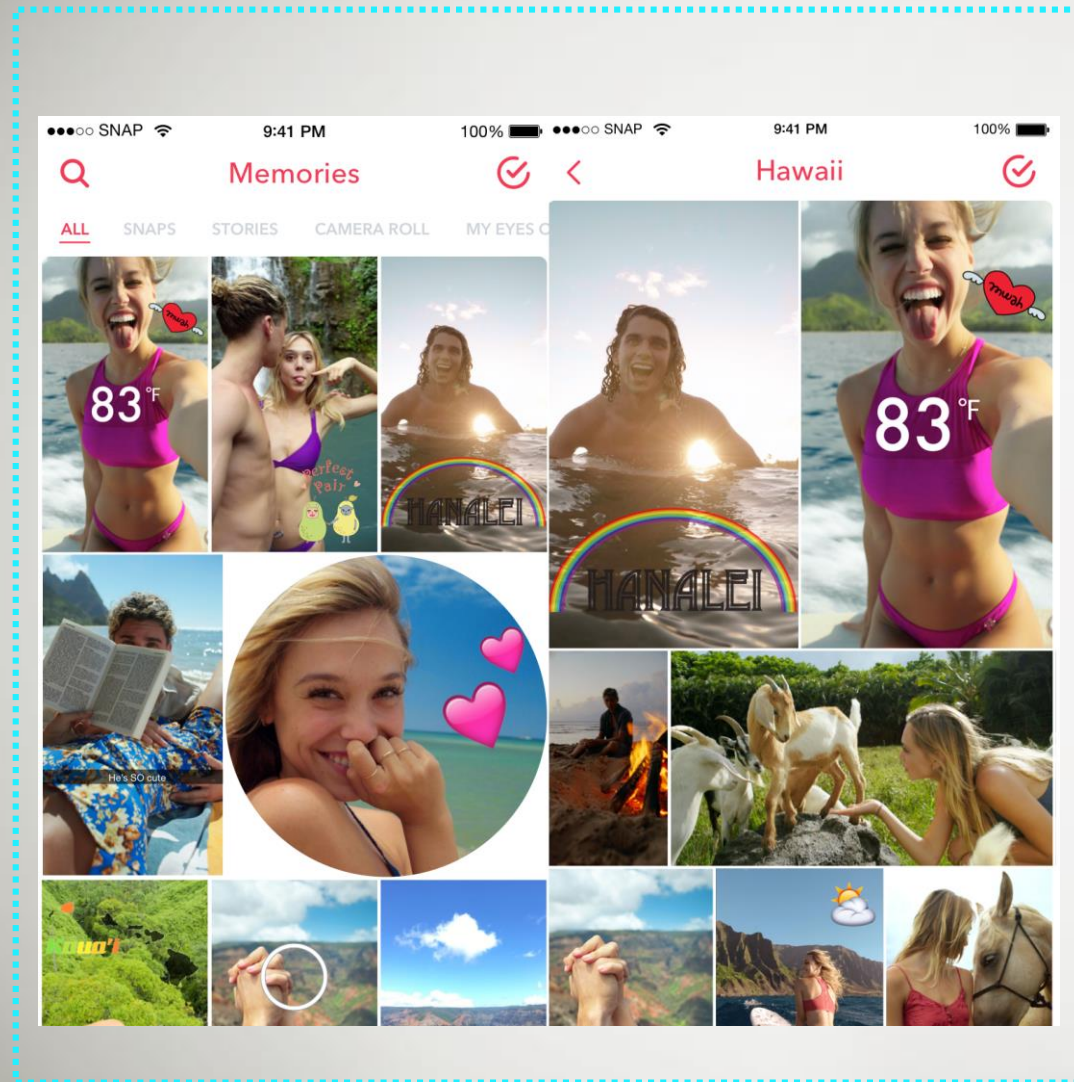 SNAP 9:41 PM 100%
Memories
ALL SNAPS STORIES CAMERA ROLL MY EYES O
mwah
83°F
Perfect
Pair
HANALEI
He's SO cute
SNAP 9:41 PM 100%
Hawaii
HANALEI
mwah
83°F